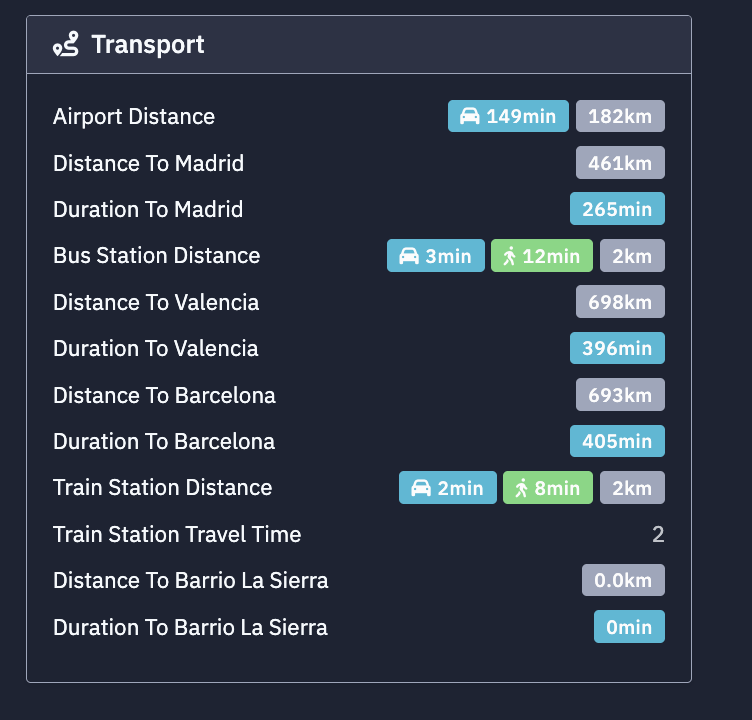 Transport
Airport Distance 149min 182km
Distance To Madrid 461km
Duration To Madrid 265min
Bus Station Distance 3min 12min 2km
Distance To Valencia 698km
Duration To Valencia 396min
Distance To Barcelona 693km
Duration To Barcelona 405min
Train Station Distance 2min 8min 2km
Train Station Travel Time 2
Distance To Barrio La Sierra 0.0km
Duration To Barrio La Sierra 0min